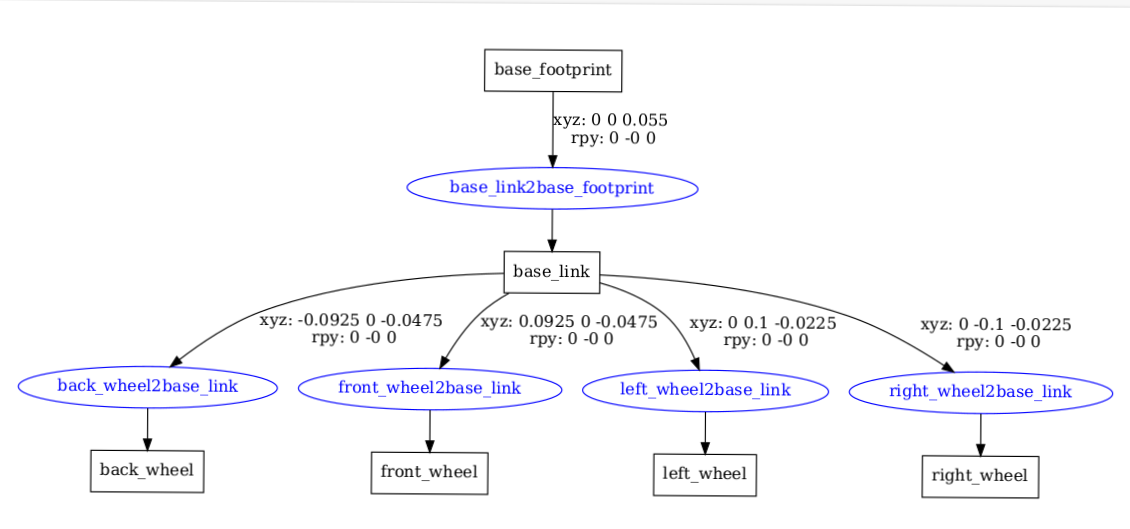 base_footprint
xyz: 0 0 0.055
rpy: 0 -0 0
base_link2base_footprint
base_link
xyz: -0.0925 0 -0.0475
rpy: 0 -0 0
xyz: 0.0925 0 -0.0475
rpy: 0 -0 0
xyz: 0 0.1 -0.0225
rpy: 0 -0 0
xyz: 0 -0.1 -0.0225
rpy: 0 -0 0
back_wheel2base_link
front_wheel2base_link
left_wheel2base_link
right_wheel2base_link
back_wheel
front_wheel
left_wheel
right_wheel